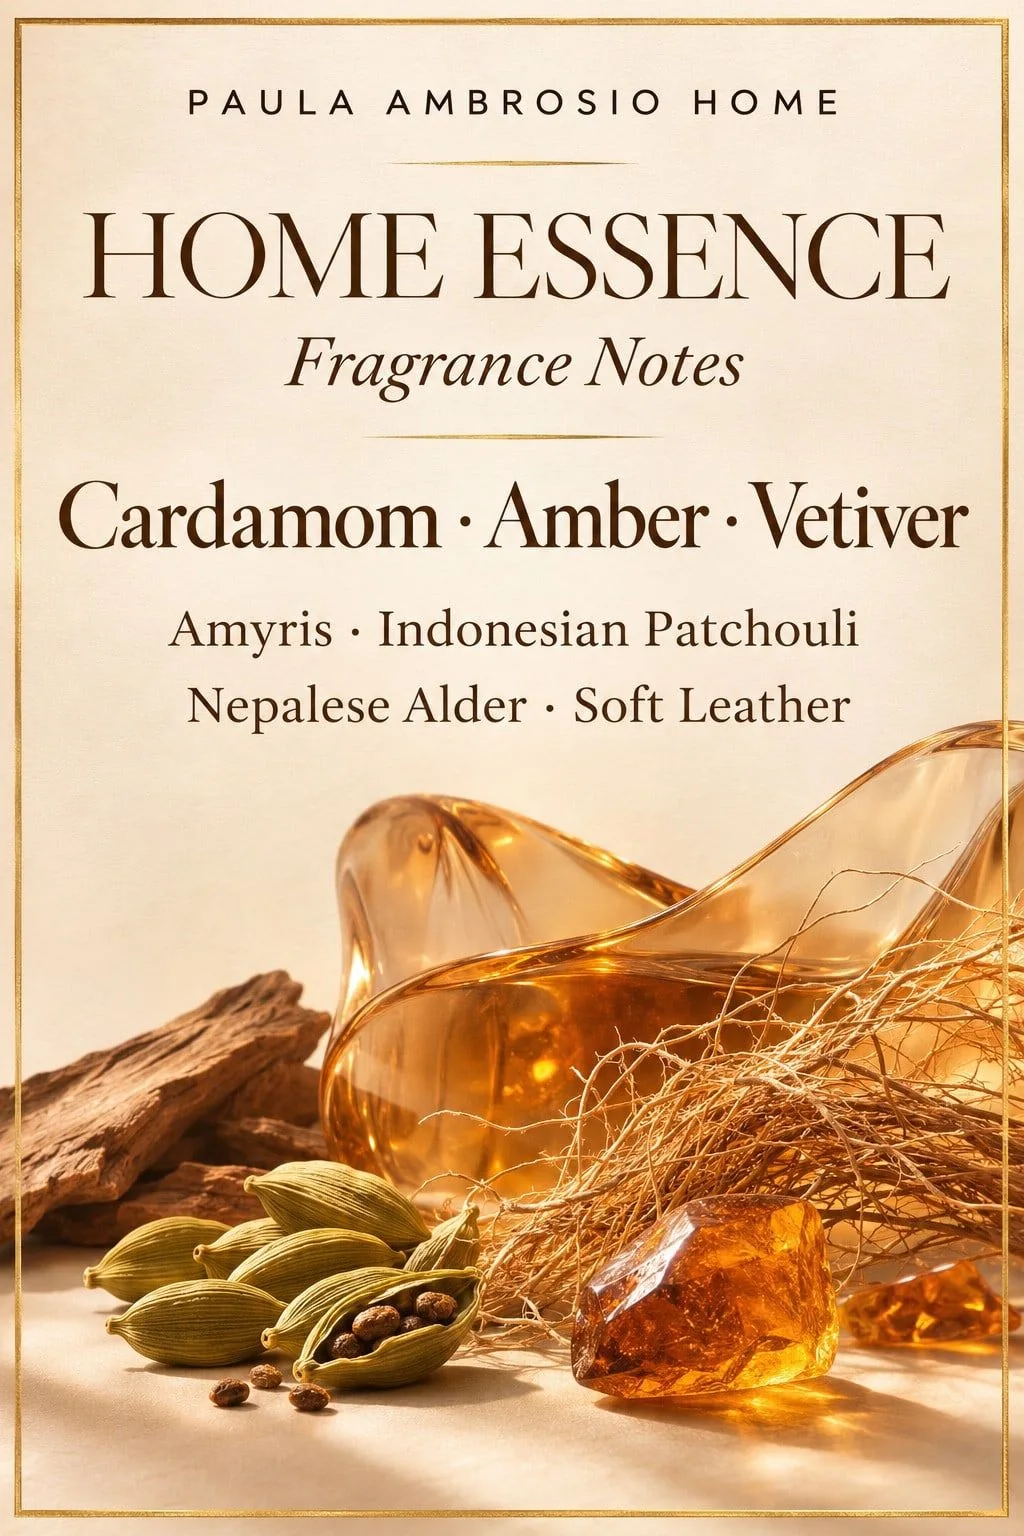 PAULA AMBROSIO HOME
HOME ESSENCE
Fragrance Notes
Cardamom · Amber · Vetiver
Amyris · Indonesian Patchouli
Nepalese Alder · Soft Leather